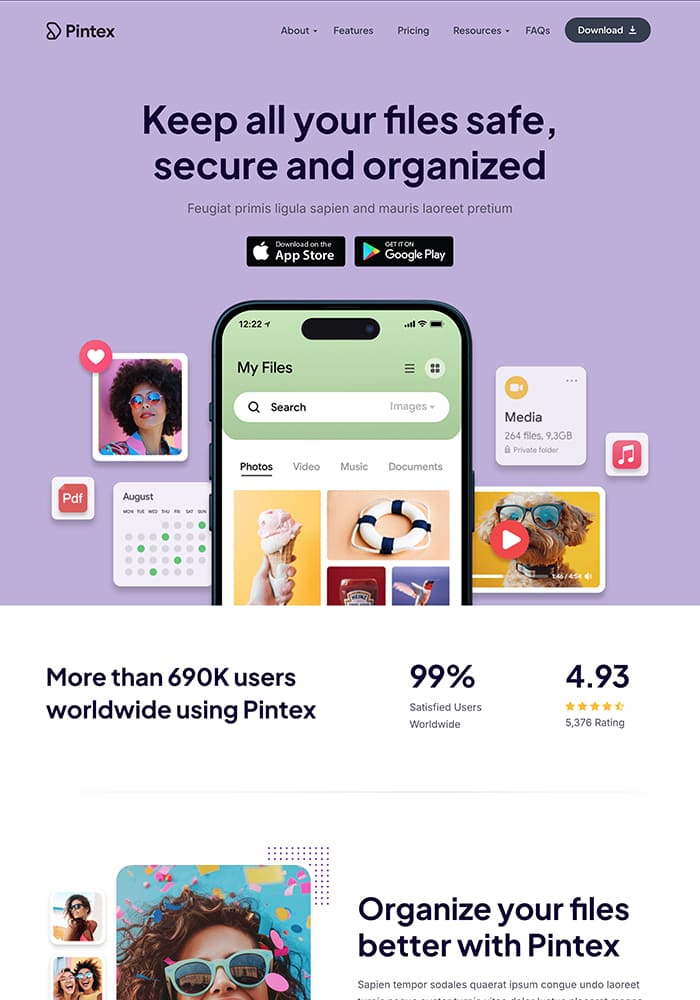 Pintex
About
Features
Pricing
Resources
FAQs
Download
Keep all your files safe,
secure and organized
Feugiat primis ligula sapien and mauris laoreet pretium
Download on the
App Store
GET IT ON
Google Play
12:22
My Files
Search
Images
Photos
Video
Music
Documents
Pdf
August
MON TUE WED THU FRI SAT SUN
Media
264 files, 9,3GB
Private folder
1:46 / 4:54
HEINZ
More than 690K users
worldwide using Pintex
99%
Satisfied Users
Worldwide
4.93
5,376 Rating
Organize your files
better with Pintex
Sapien tempor sodales quaerat ipsum congue undo laoreet